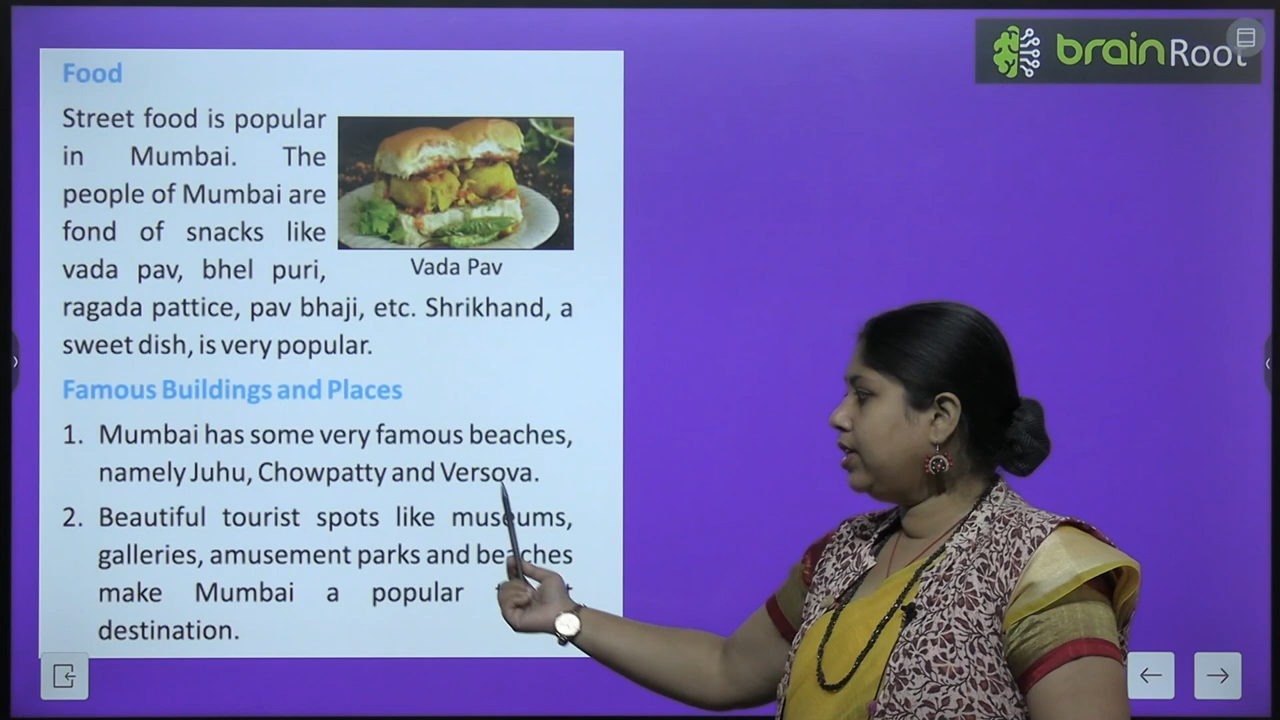 brainRoot
Food
Street food is popular
in Mumbai. The
people of Mumbai are
fond of snacks like
vada pav, bhel puri,
Vada Pav
ragada pattice, pav bhaji, etc. Shrikhand, a
sweet dish, is very popular.
Famous Buildings and Places
1. Mumbai has some very famous beaches,
namely Juhu, Chowpatty and Versova.
2. Beautiful tourist spots like museums,
galleries, amusement parks and beaches
make Mumbai a popular
destination.